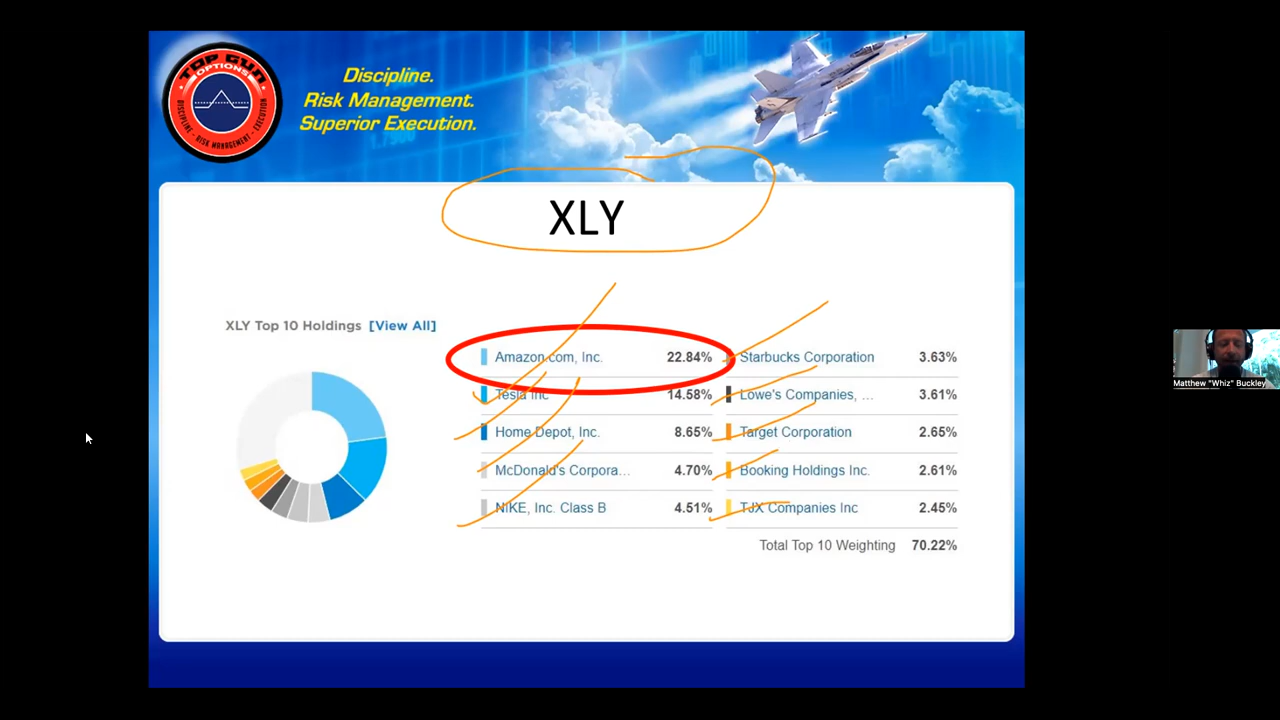 TOP GUN
OPTIONS
DISCIPLINE - RISK MANAGEMENT - EXECUTION
Discipline.
Risk Management.
Superior Execution.
XLY
XLY Top 10 Holdings [View All]
Amazon.com, Inc. 22.84%
Tesla Inc 14.58%
Home Depot, Inc. 8.65%
McDonald's Corpora... 4.70%
NIKE, Inc. Class B 4.51%
Starbucks Corporation 3.63%
Lowe's Companies, ... 3.61%
Target Corporation 2.65%
Booking Holdings Inc. 2.61%
TJX Companies Inc 2.45%
Total Top 10 Weighting 70.22%
Matthew "Whiz" Buckley